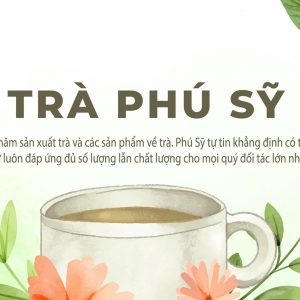 TRÀ PHÚ SỸ
năm sản xuất trà và các sản phẩm về trà. Phú Sỹ tự tin khẳng định có
luôn đáp ứng đủ số lượng lẫn chất lượng cho mọi quý đối tác lớn